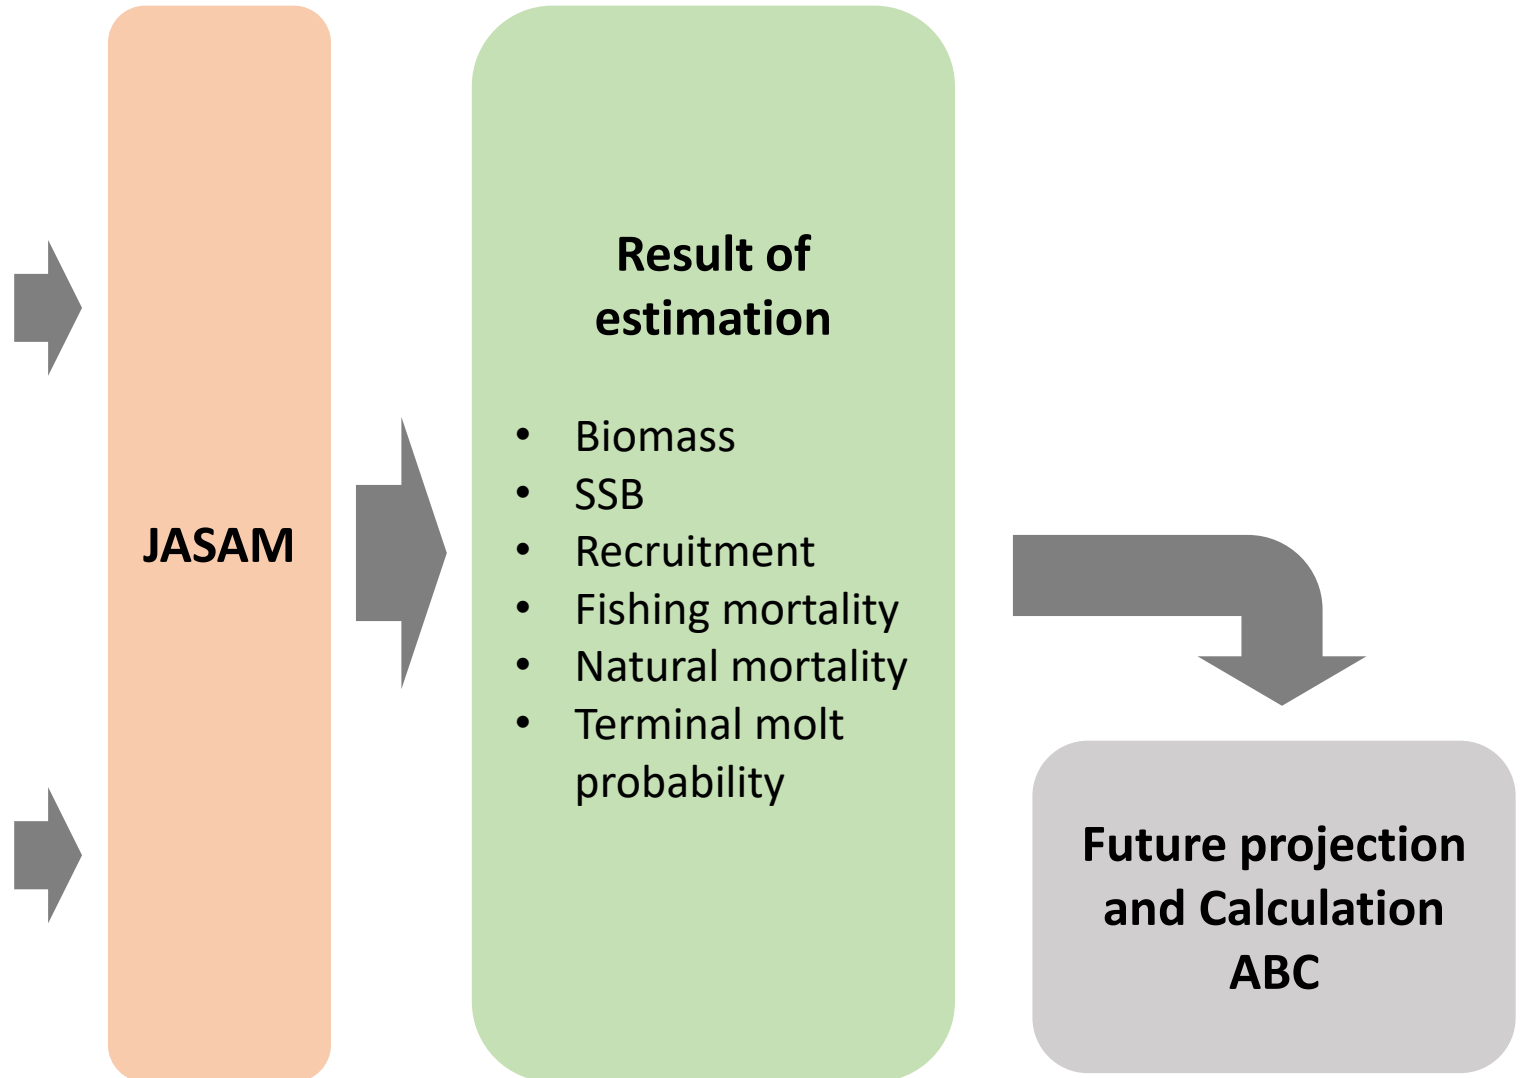 JASAM
Result of
estimation
• Biomass
• SSB
• Recruitment
• Fishing mortality
• Natural mortality
• Terminal molt
probability
Future projection
and Calculation
ABC